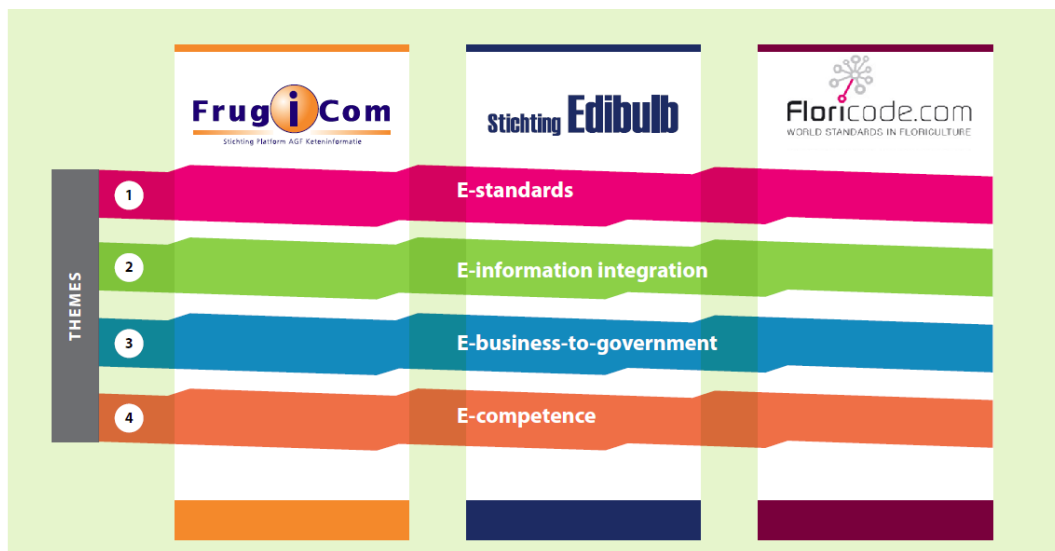 FrugiCom
Stichting Platform AGF Keteninformatie
Stichting Edibulb
Floricode.com
WORLD STANDARDS IN FLORICULTURE
THEMES
1
E-standards
2
E-information integration
3
E-business-to-government
4
E-competence